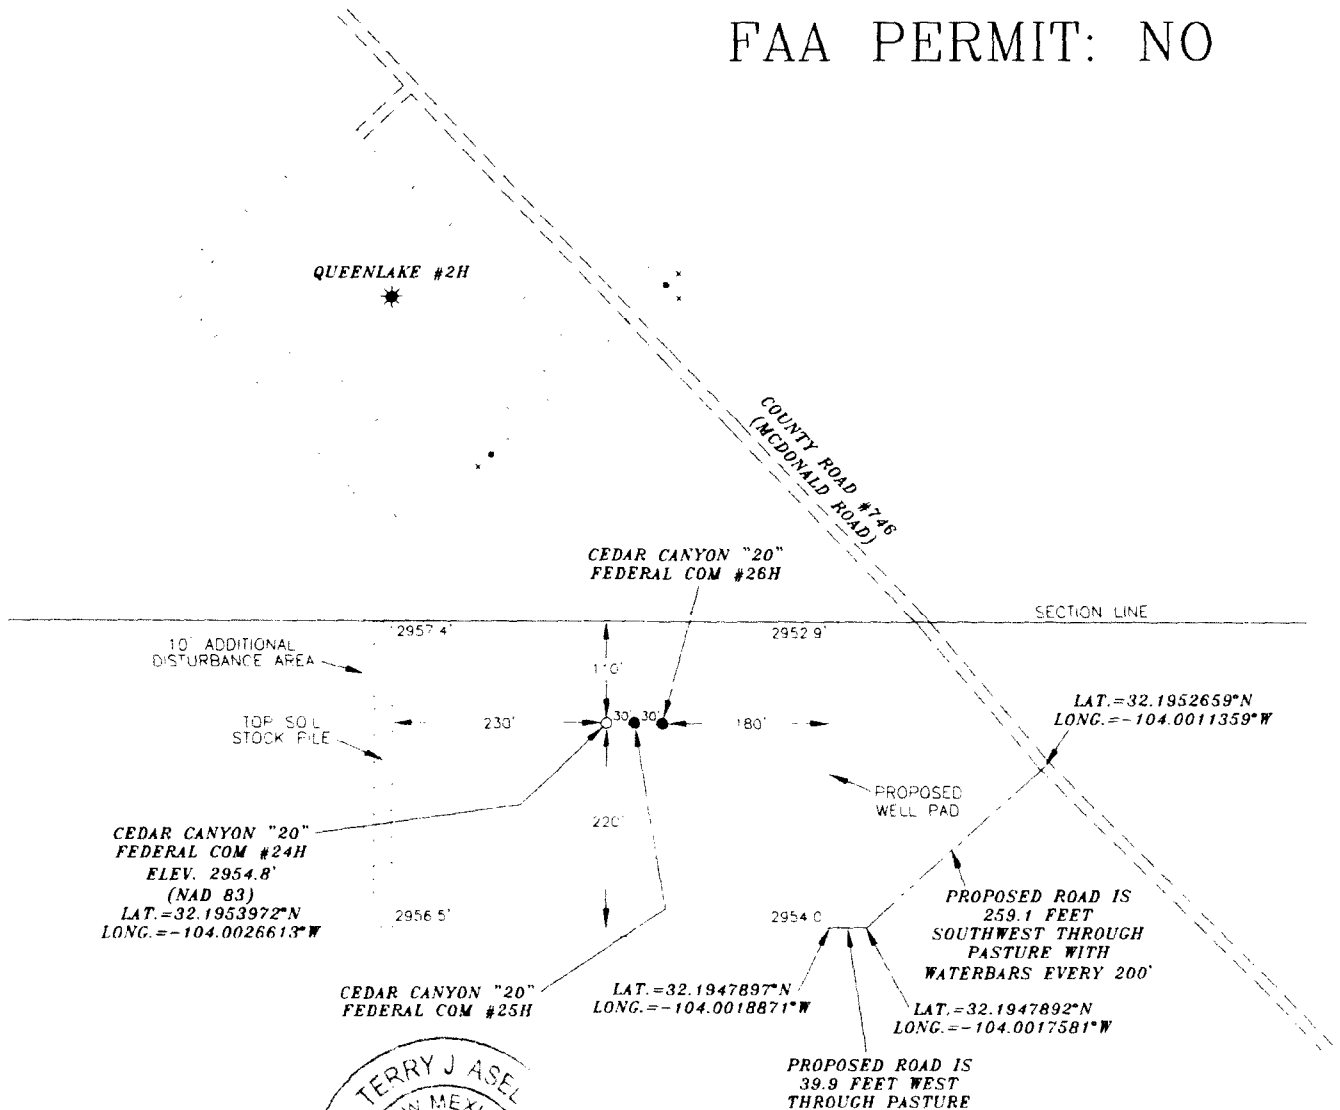 FAA PERMIT: NO
QUEENLAKE #2H
COUNTY ROAD #746
(MCDONALD ROAD)
CEDAR CANYON "20"
FEDERAL COM #26H
SECTION LINE
2957.4'
2952.9'
10' ADDITIONAL
DISTURBANCE AREA
110'
LAT.=32.1952659°N
LONG.=-104.0011359°W
TOP SOIL
STOCK PILE
230'
30'
30'
180'
PROPOSED
WELL PAD
220'
CEDAR CANYON "20"
FEDERAL COM #24H
ELEV. 2954.8'
(NAD 83)
LAT.=32.1953972°N
LONG.=-104.0026613°W
2956.5'
2954.0'
PROPOSED ROAD IS
259.1 FEET
SOUTHWEST THROUGH
PASTURE WITH
WATERBARS EVERY 200'
CEDAR CANYON "20"
FEDERAL COM #25H
LAT.=32.1947897°N
LONG.=-104.0018871°W
LAT.=32.1947892°N
LONG.=-104.0017581°W
PROPOSED ROAD IS
39.9 FEET WEST
THROUGH PASTURE
TERRY J ASEL
W MEXI